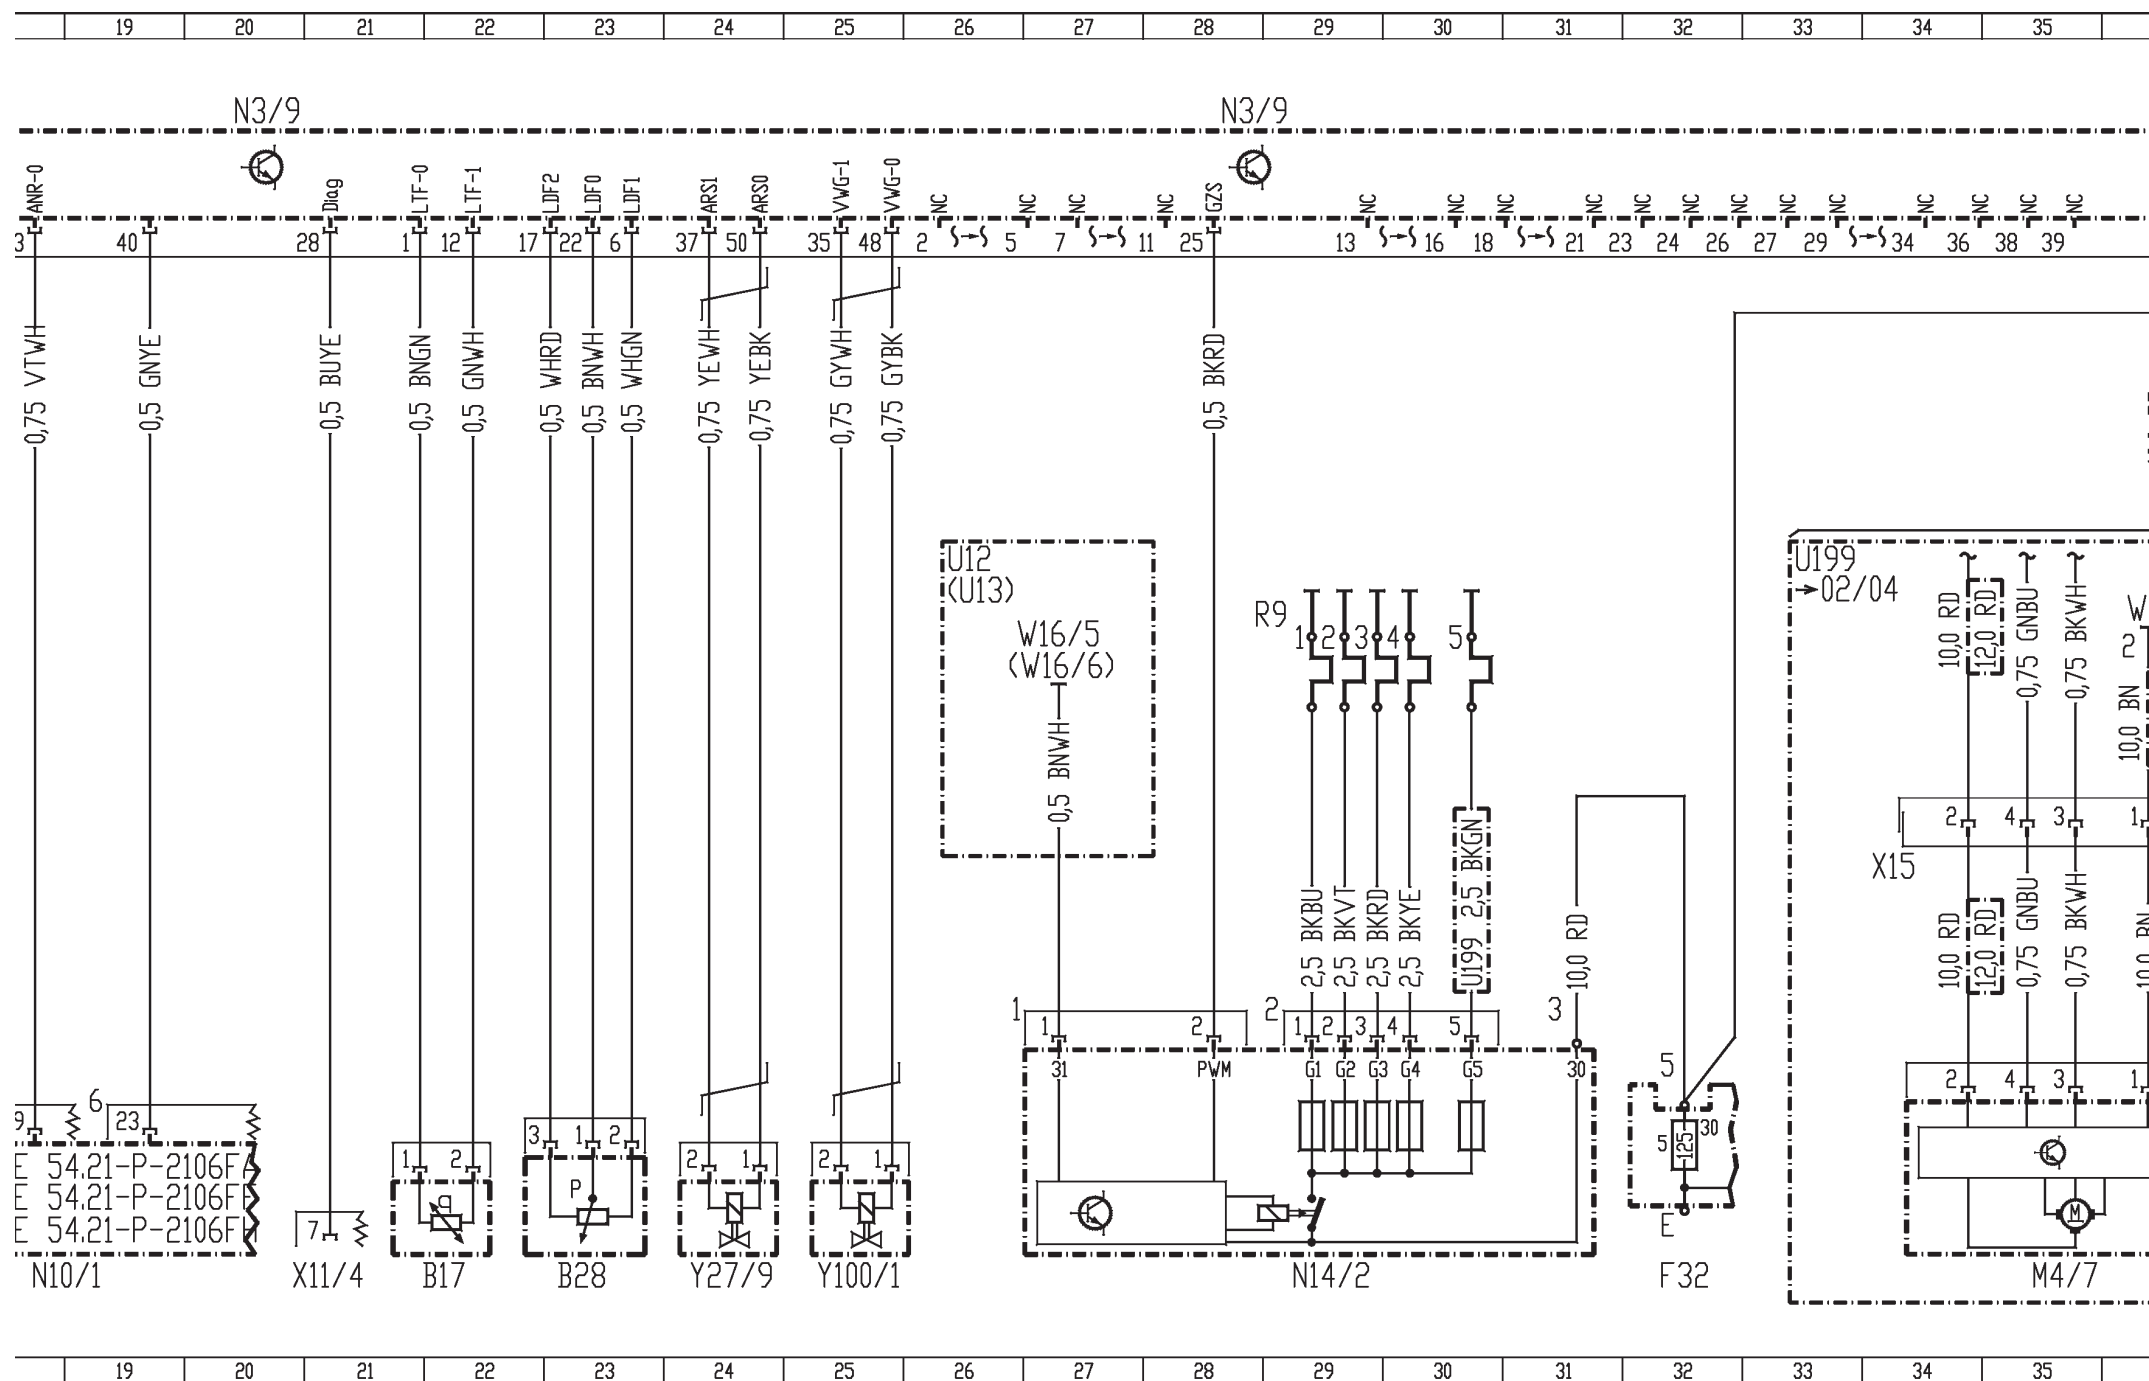 19 20 21 22 23 24 25 26 27 28 29 30 31 32 33 34 35
N3/9 N3/9
ANR-0 Diag LTF-0 LTF-1 LDF2 LDF0 LDF1 ARS1 ARS0 VWG-1 VWG-0 NC NC NC NC GZS NC NC NC NC NC NC NC NC NC NC NC NC NC
3 40 28 1 12 17 22 6 37 50 35 48 2 5 7 11 25 13 16 18 21 23 24 26 27 29 34 36 38 39
0,75 VTWH
0,5 GNYE
0,5 BUYE
0,5 BNGN
0,5 GNWH
0,5 WHRD
0,5 BNWH
0,5 WHGN
0,75 YEWH
0,75 YEBK
0,75 GYWH
0,75 GYBK
0,5 BKRD
U12
(U13)
W16/5
(W16/6)
0,5 BNWH
R9
1 2 3 4 5
2,5 BKBU
2,5 BKVT
2,5 BKRD
2,5 BKYE
U199 2,5 BKGN
10,0 RD
U199
→02/04
10,0 RD
12,0 RD
0,75 GNBU
0,75 BKWH
W
2
10,0 BN
2 4 3 1
X15
10,0 RD
12,0 RD
0,75 GNBU
0,75 BKWH
10,0 BN
1 2 3
1 2 1 2 3 4 5
31 PWM G1 G2 G3 G4 G5 30
5
30
5 125
E
2 4 3 1
M
9 6 23
E 54.21-P-2106F
E 54.21-P-2106F
E 54.21-P-2106F
7
1 2
3 1 2
P
2 1
2 1
N10/1 X11/4 B17 B28 Y27/9 Y100/1 N14/2 F32 M4/7
19 20 21 22 23 24 25 26 27 28 29 30 31 32 33 34 35